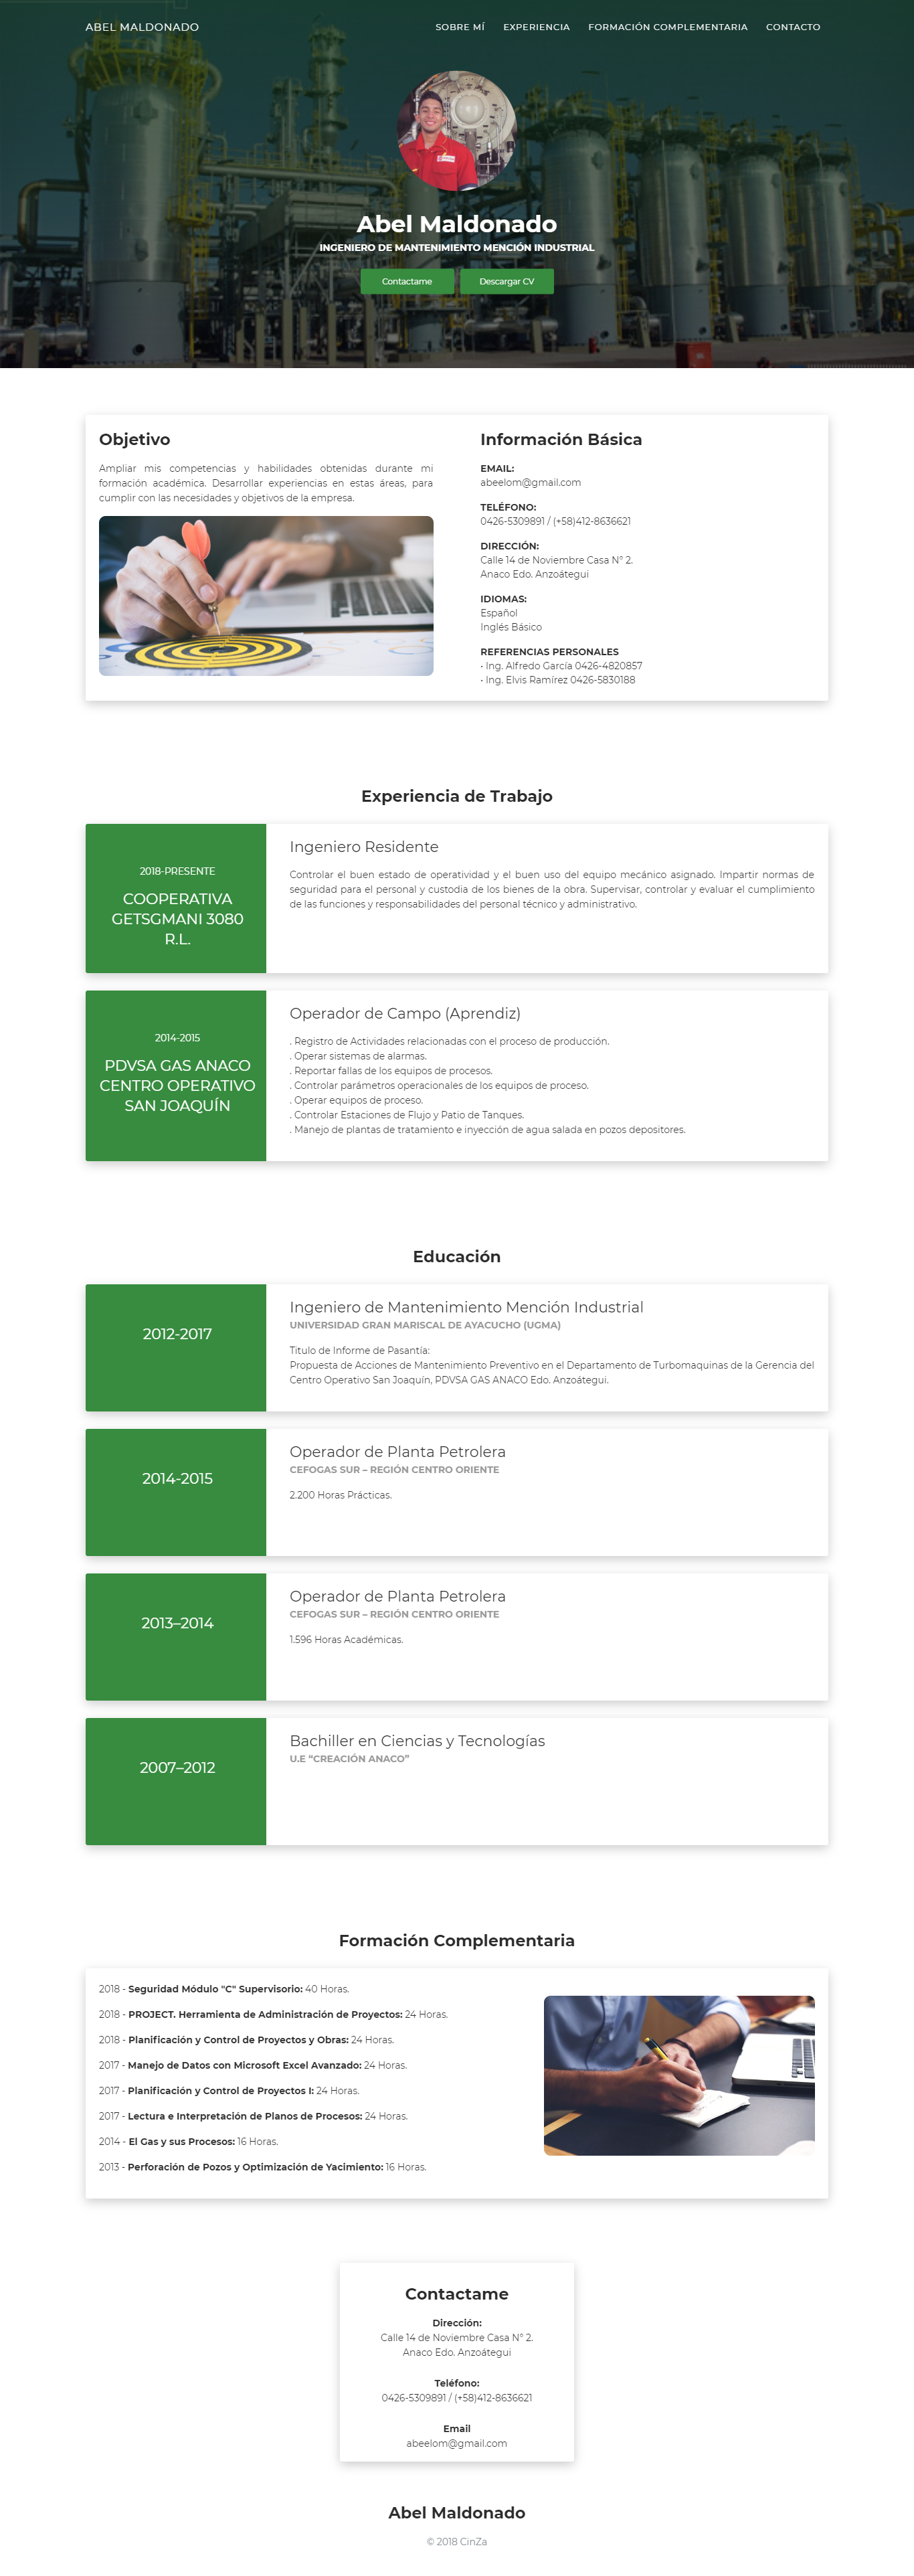 ABEL MALDONADO
SOBRE MÍ EXPERIENCIA FORMACIÓN COMPLEMENTARIA CONTACTO
Abel Maldonado
INGENIERO DE MANTENIMIENTO MENCIÓN INDUSTRIAL
Contactame Descargar CV
Objetivo
Ampliar mis competencias y habilidades obtenidas durante mi
formación académica. Desarrollar experiencias en estas áreas, para
cumplir con las necesidades y objetivos de la empresa.
Información Básica
EMAIL:
abeelom@gmail.com
TELÉFONO:
0426-5309891 / (+58)412-8636621
DIRECCIÓN:
Calle 14 de Noviembre Casa N° 2.
Anaco Edo. Anzoátegui
IDIOMAS:
Español
Inglés Básico
REFERENCIAS PERSONALES
• Ing. Alfredo García 0426-4820857
• Ing. Elvis Ramírez 0426-5830188
Experiencia de Trabajo
2018-PRESENTE
COOPERATIVA
GETSGMANI 3080
R.L.
Ingeniero Residente
Controlar el buen estado de operatividad y el buen uso del equipo mecánico asignado. Impartir normas de
seguridad para el personal y custodia de los bienes de la obra. Supervisar, controlar y evaluar el cumplimiento
de las funciones y responsabilidades del personal técnico y administrativo.
2014-2015
PDVSA GAS ANACO
CENTRO OPERATIVO
SAN JOAQUÍN
Operador de Campo (Aprendiz)
. Registro de Actividades relacionadas con el proceso de producción.
. Operar sistemas de alarmas.
. Reportar fallas de los equipos de procesos.
. Controlar parámetros operacionales de los equipos de proceso.
. Operar equipos de proceso.
. Controlar Estaciones de Flujo y Patio de Tanques.
. Manejo de plantas de tratamiento e inyección de agua salada en pozos depositores.
Educación
2012-2017
Ingeniero de Mantenimiento Mención Industrial
UNIVERSIDAD GRAN MARISCAL DE AYACUCHO (UGMA)
Titulo de Informe de Pasantía:
Propuesta de Acciones de Mantenimiento Preventivo en el Departamento de Turbomaquinas de la Gerencia del
Centro Operativo San Joaquín, PDVSA GAS ANACO Edo. Anzoátegui.
2014-2015
Operador de Planta Petrolera
CEFOGAS SUR – REGIÓN CENTRO ORIENTE
2.200 Horas Prácticas.
2013–2014
Operador de Planta Petrolera
CEFOGAS SUR – REGIÓN CENTRO ORIENTE
1.596 Horas Académicas.
2007–2012
Bachiller en Ciencias y Tecnologías
U.E “CREACIÓN ANACO”
Formación Complementaria
2018 - Seguridad Módulo "C" Supervisorio: 40 Horas.
2018 - PROJECT. Herramienta de Administración de Proyectos: 24 Horas.
2018 - Planificación y Control de Proyectos y Obras: 24 Horas.
2017 - Manejo de Datos con Microsoft Excel Avanzado: 24 Horas.
2017 - Planificación y Control de Proyectos I: 24 Horas.
2017 - Lectura e Interpretación de Planos de Procesos: 24 Horas.
2014 - El Gas y sus Procesos: 16 Horas.
2013 - Perforación de Pozos y Optimización de Yacimiento: 16 Horas.
Contactame
Dirección:
Calle 14 de Noviembre Casa N° 2.
Anaco Edo. Anzoátegui
Teléfono:
0426-5309891 / (+58)412-8636621
Email
abeelom@gmail.com
Abel Maldonado
© 2018 CinZa